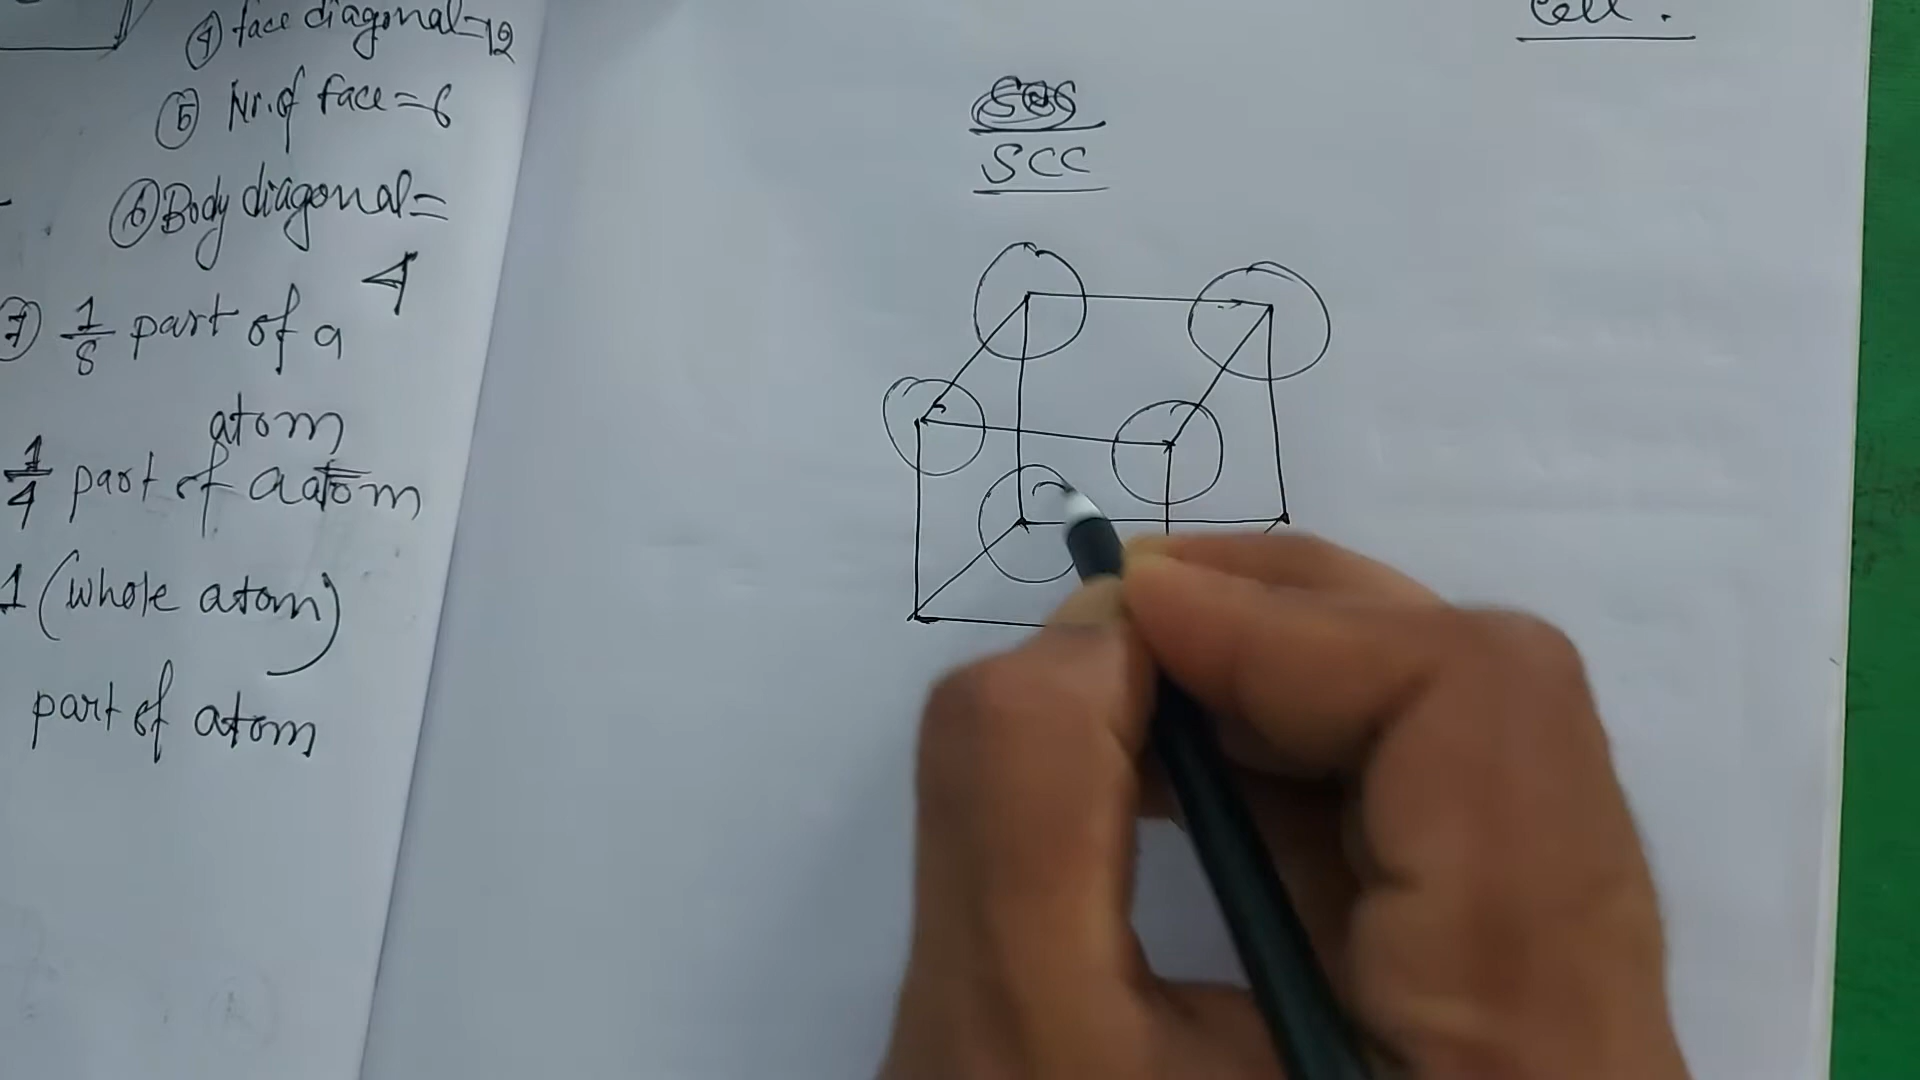 ④ face diagonal=12
⑤ Nr. of face=6
⑥ Body diagonal=
4
⑦ 1/8 part of a
atom
1/4 part of a atom
1 (whole atom)
part of atom
Cell.
SCC